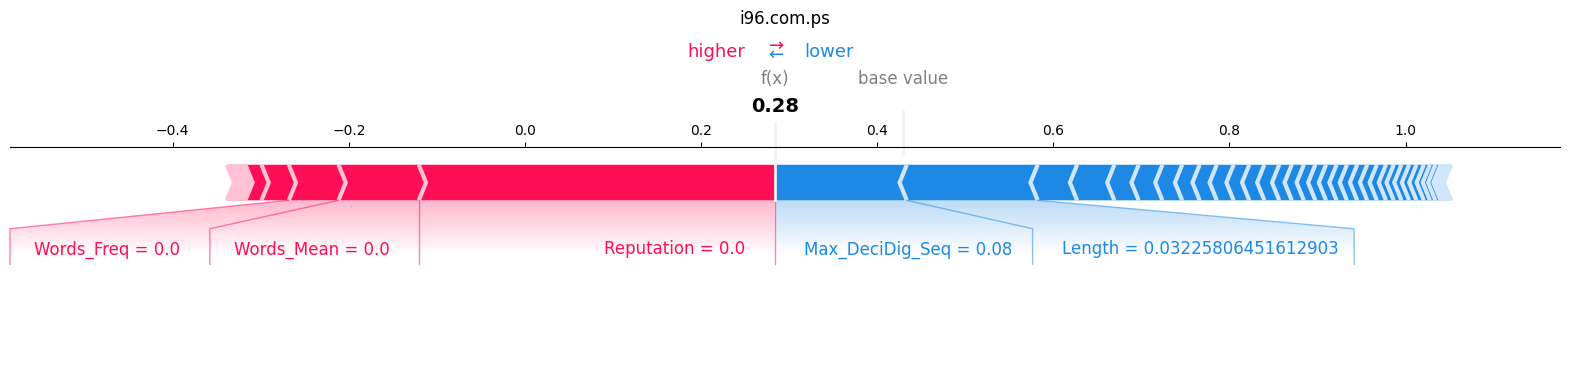 i96.com.ps
higher → ← lower
f(x) base value
0.28
−0.4 −0.2 0.0 0.2 0.4 0.6 0.8 1.0
Words_Freq = 0.0 Words_Mean = 0.0 Reputation = 0.0 Max_DeciDig_Seq = 0.08 Length = 0.03225806451612903